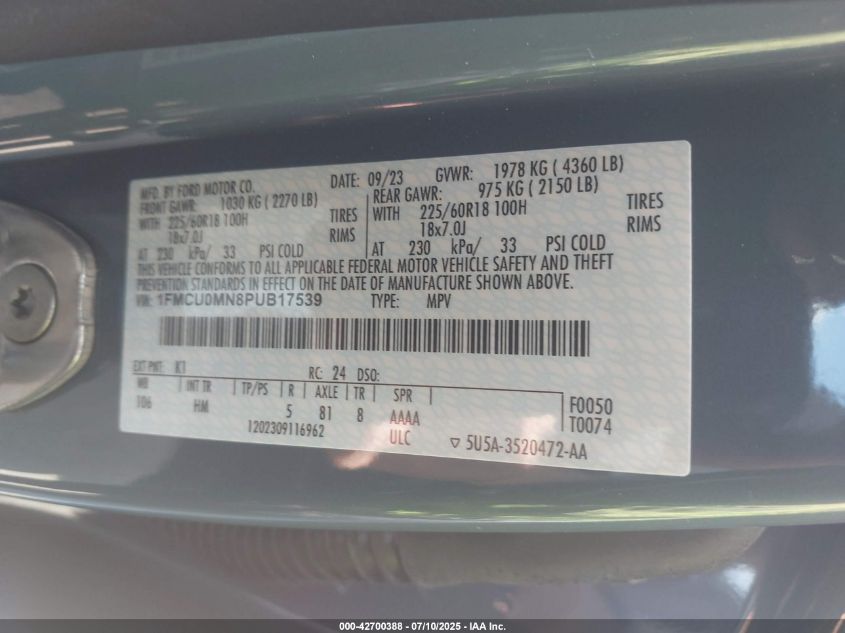 MFD. BY FORD MOTOR CO. DATE: 09/23 GVWR: 1978 KG ( 4360 LB)
FRONT GAWR: 1030 KG ( 2270 LB) REAR GAWR: 975 KG ( 2150 LB)
WITH 225/60R18 100H TIRES WITH 225/60R18 100H TIRES
18x7.0J RIMS 18x7.0J RIMS
AT 230 kPa/ 33 PSI COLD AT 230 kPa/ 33 PSI COLD
THIS VEHICLE CONFORMS TO ALL APPLICABLE FEDERAL MOTOR VEHICLE SAFETY AND THEFT
PREVENTION STANDARDS IN EFFECT ON THE DATE OF MANUFACTURE SHOWN ABOVE.
VIN: 1FMCU0MN8PUB17539 TYPE: MPV
EXT PNT: K1 RC: 24 DSO:
WB INT TR TP/PS R AXLE TR SPR
106 HM 5 81 8 AAAA F0050
1202309116962 ULC T0074
5U5A-3520472-AA
000-42700388 - 07/10/2025 - IAA Inc.